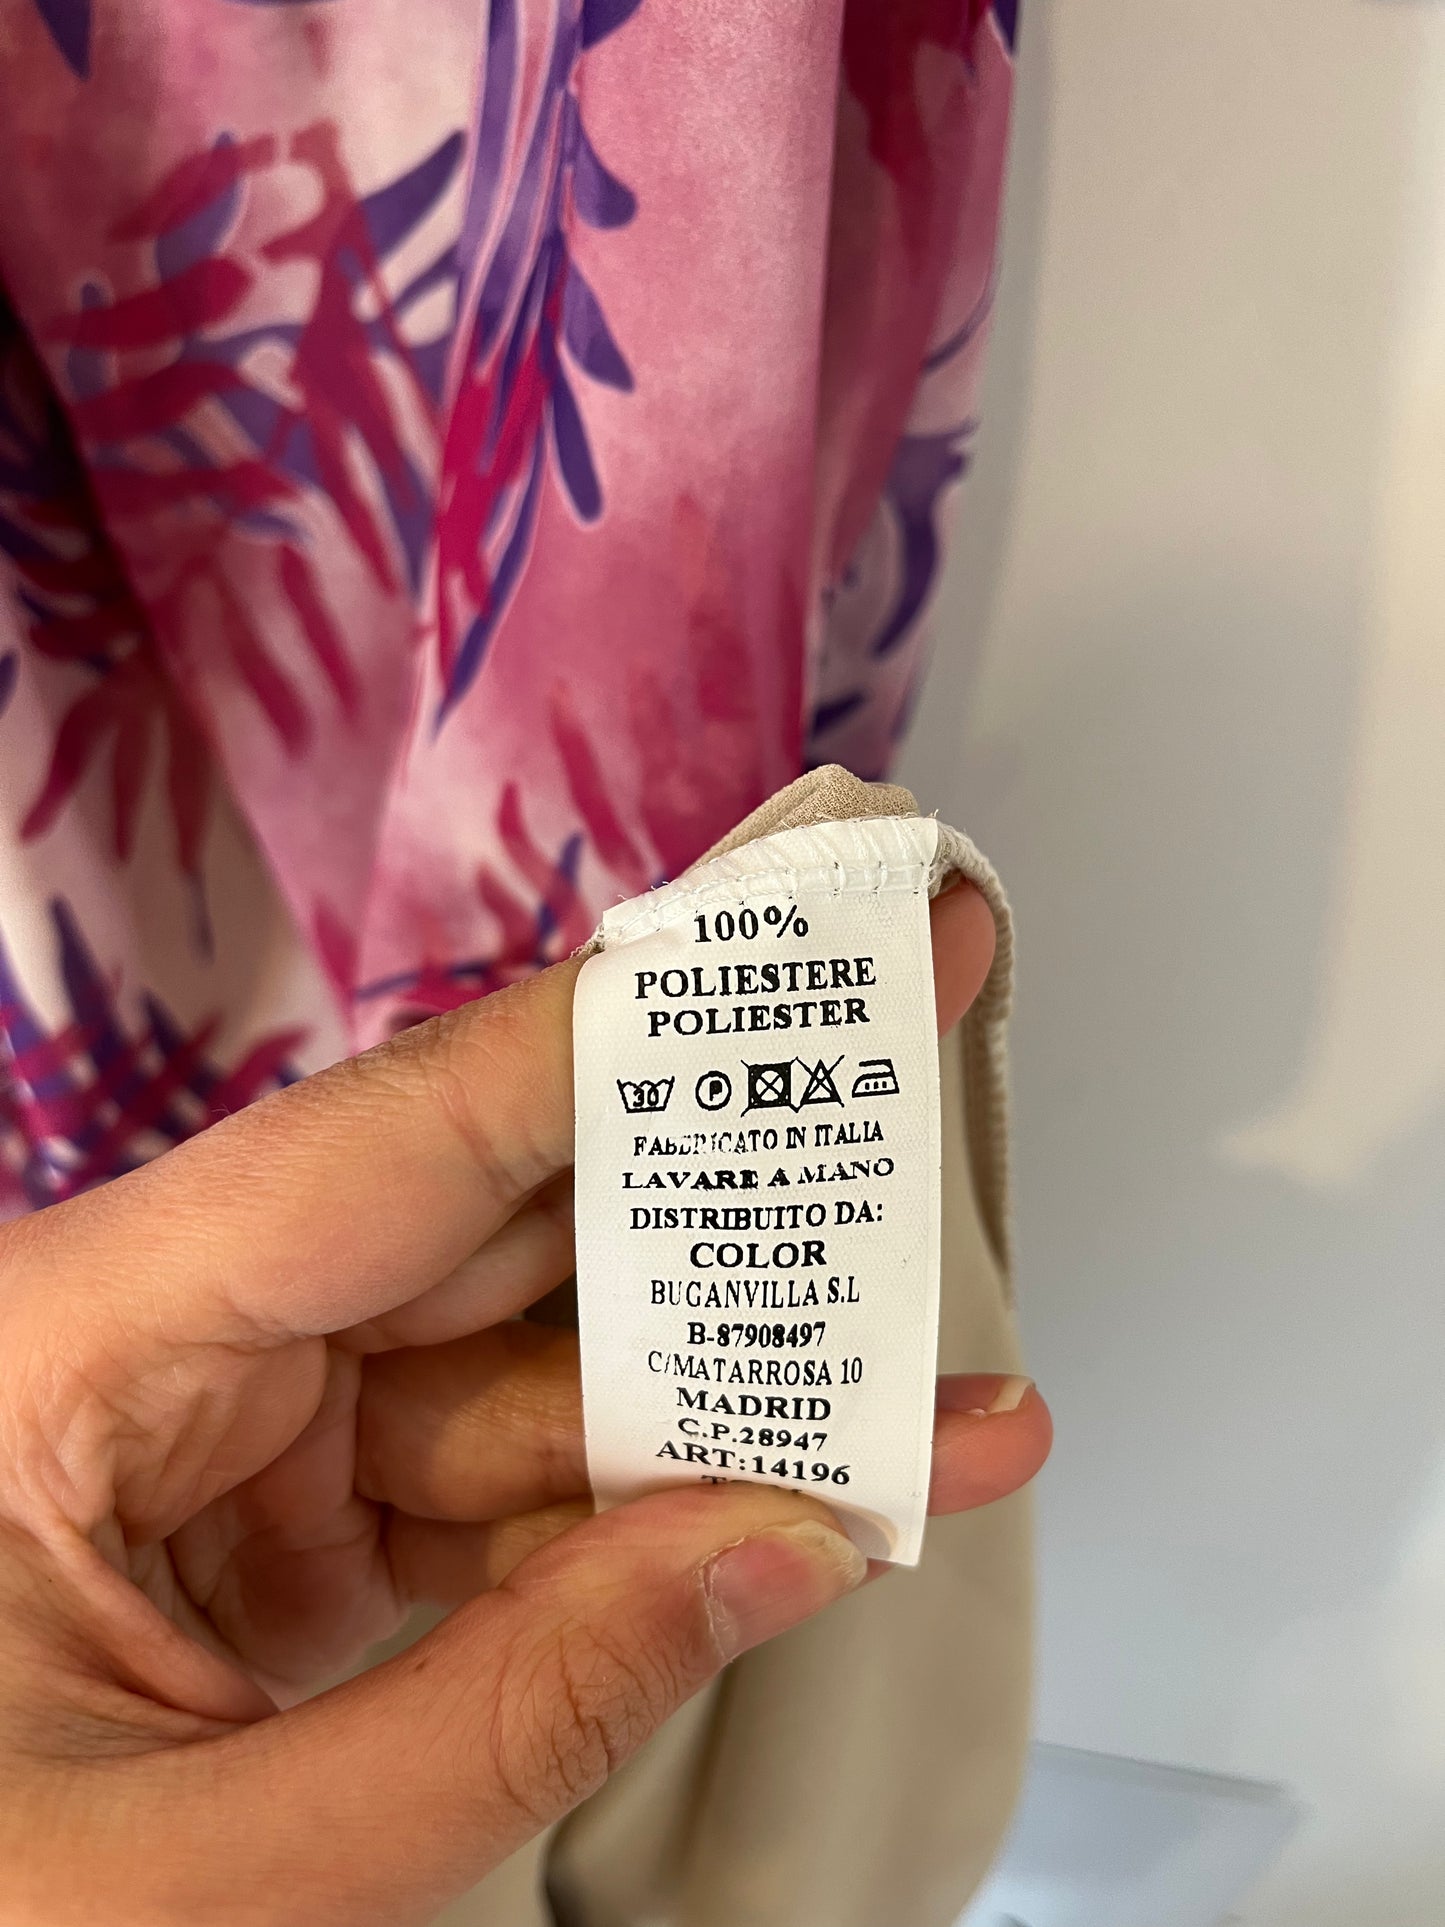 100%
POLIESTERE
POLIESTER
30 P
FABBRICATO IN ITALIA
LAVARE A MANO
DISTRIBUITO DA:
COLOR
BUGANVILLA S.L
B-87908497
C/MATARROSA 10
MADRID
C.P.28947
ART:14196